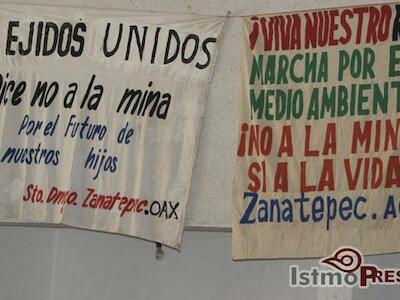 EJIDOS UNIDOS
Dice no a la mina
Por el Futuro de
nuestros hijos
Sto. Dmgo. Zanatepec. OAX
¡VIVA NUESTRO
MARCHA POR E
MEDIO AMBIENT
¡NO A LA MIN
SI A LA VIDA
Zanatepec.
IstmoPRES